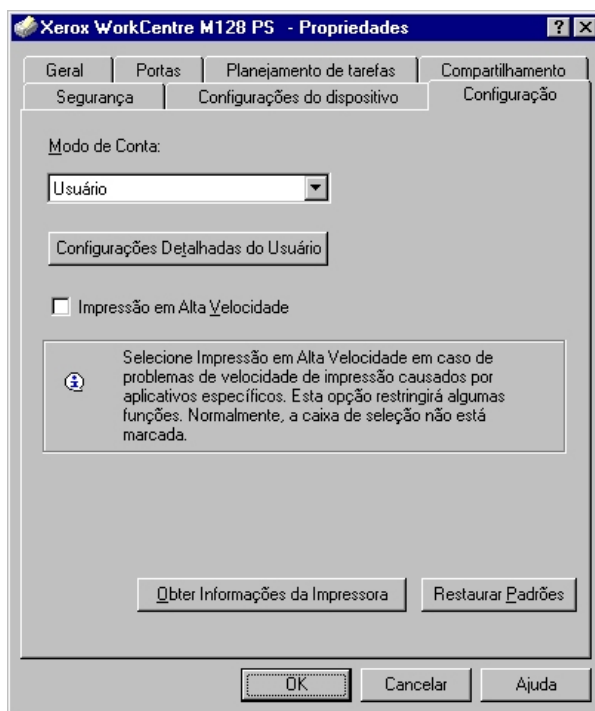 Xerox WorkCentre M128 PS - Propriedades
Geral Portas Planejamento de tarefas Compartilhamento
Segurança Configurações do dispositivo Configuração
Modo de Conta:
Usuário
Configurações Detalhadas do Usuário
Impressão em Alta Velocidade
Selecione Impressão em Alta Velocidade em caso de
problemas de velocidade de impressão causados por
aplicativos específicos. Esta opção restringirá algumas
funções. Normalmente, a caixa de seleção não está
marcada.
Obter Informações da Impressora Restaurar Padrões
OK Cancelar Ajuda